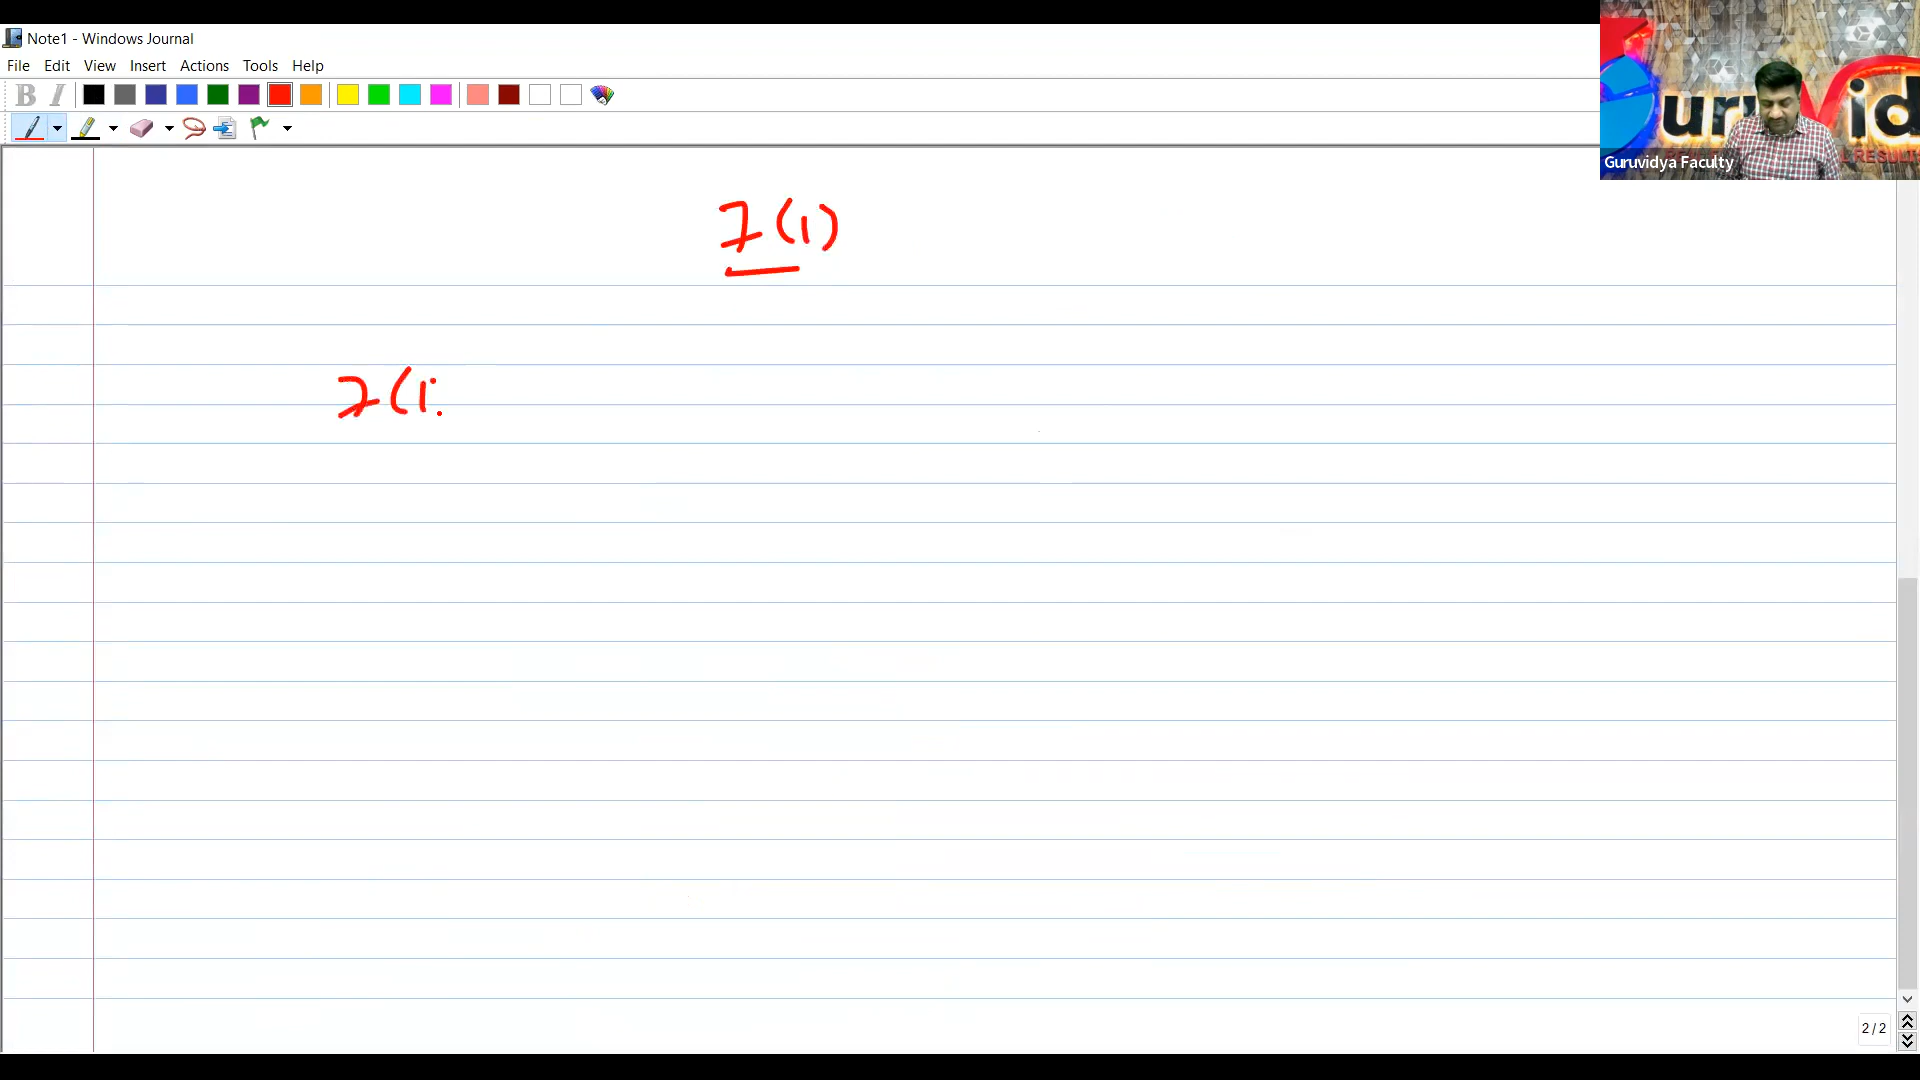 Note1 - Windows Journal
File Edit View Insert Actions Tools Help
B I
Guruvidya Faculty
7(1)
7(1
2 / 2